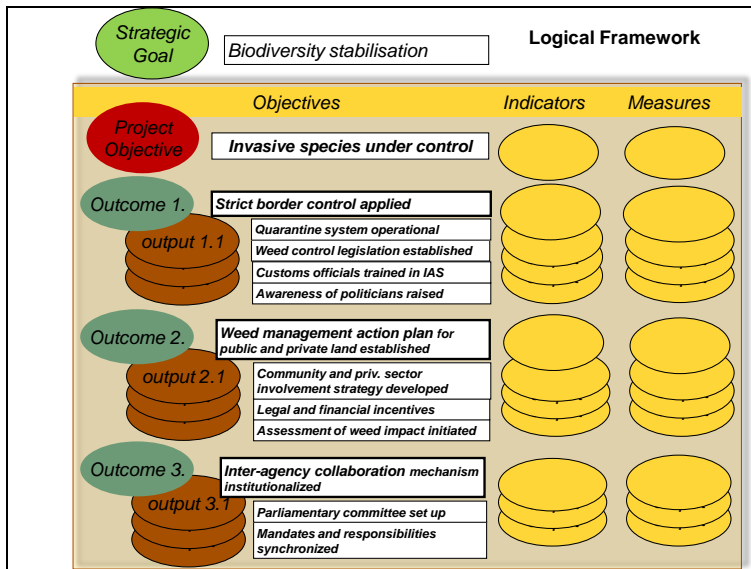 Strategic
Goal
Biodiversity stabilisation
Logical Framework
Objectives
Indicators
Measures
Project
Objective
Invasive species under control
Outcome 1.
Strict border control applied
output 1.1
Quarantine system operational
Weed control legislation established
Customs officials trained in IAS
Awareness of politicians raised
Outcome 2.
Weed management action plan for
public and private land established
output 2.1
Community and priv. sector
involvement strategy developed
Legal and financial incentives
Assessment of weed impact initiated
Outcome 3.
Inter-agency collaboration mechanism
institutionalized
output 3.1
Parliamentary committee set up
Mandates and responsibilities
synchronized